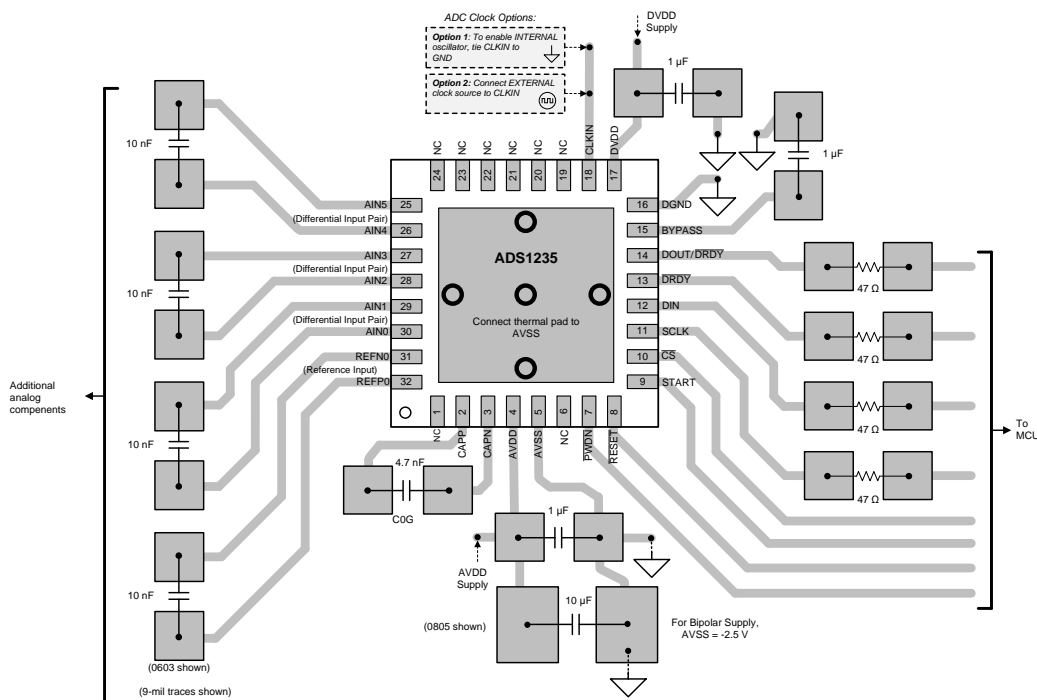 ADC Clock Options:
Option 1: To enable INTERNAL
oscillator, tie CLKIN to
GND
Option 2: Connect EXTERNAL
clock source to CLKIN
DVDD
Supply
1 µF
1 µF
10 nF
10 nF
10 nF
10 nF
Additional
analog
compenents
NC
NC
NC
NC
NC
NC
CLKIN
DVDD
24
23
22
21
20
19
18
17
AIN5
25
(Differential Input Pair)
AIN4
26
AIN3
27
(Differential Input Pair)
AIN2
28
AIN1
29
(Differential Input Pair)
AIN0
30
REFN0
31
(Reference Input)
REFP0
32
ADS1235
Connect thermal pad to
AVSS
16
DGND
15
BYPASS
14
DOUT/DRDY
13
DRDY
12
DIN
11
SCLK
10
CS
9
START
47 Ω
47 Ω
47 Ω
47 Ω
To
MCU
1
2
3
4
5
6
7
8
NC
CAPP
CAPN
AVDD
AVSS
NC
PWDN
RESET
4.7 nF
C0G
1 µF
AVDD
Supply
10 µF
(0805 shown)
For Bipolar Supply,
AVSS = -2.5 V
(0603 shown)
(9-mil traces shown)